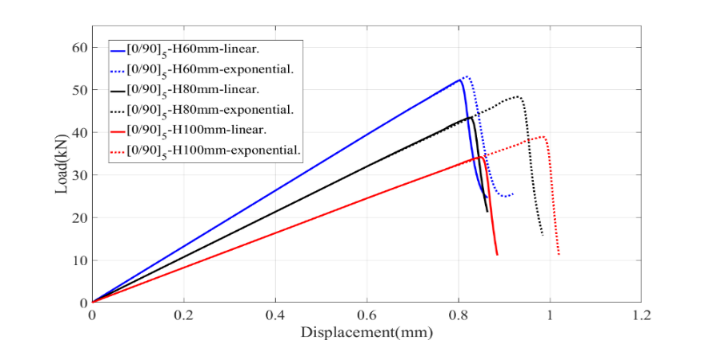 60
50
40
30
20
10
0
Load(kN)
[0/90]5-H60mm-linear.
[0/90]5-H60mm-exponential.
[0/90]5-H80mm-linear.
[0/90]5-H80mm-exponential.
[0/90]5-H100mm-linear.
[0/90]5-H100mm-exponential.
0 0.2 0.4 0.6 0.8 1 1.2
Displacement(mm)